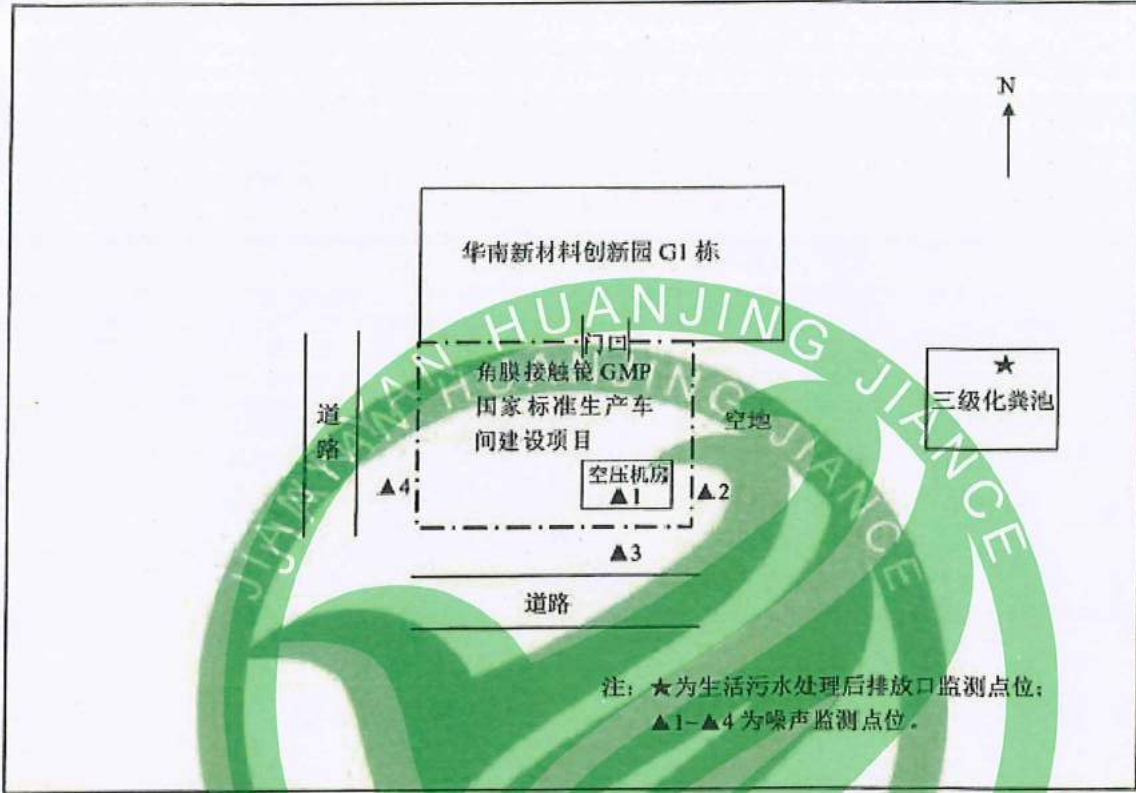 N
华南新材料创新园 G1 栋
门口
角膜接触镜 GMP
国家标准生产车
间建设项目
空压机房
▲1
道路
▲4
▲2
空地
★
三级化粪池
▲3
道路
注：★为生活污水处理后排放口监测点位；
▲1-▲4 为噪声监测点位。
JIANYAN HUANJING JIANCE
JIANYAN HUANJING JIANCE